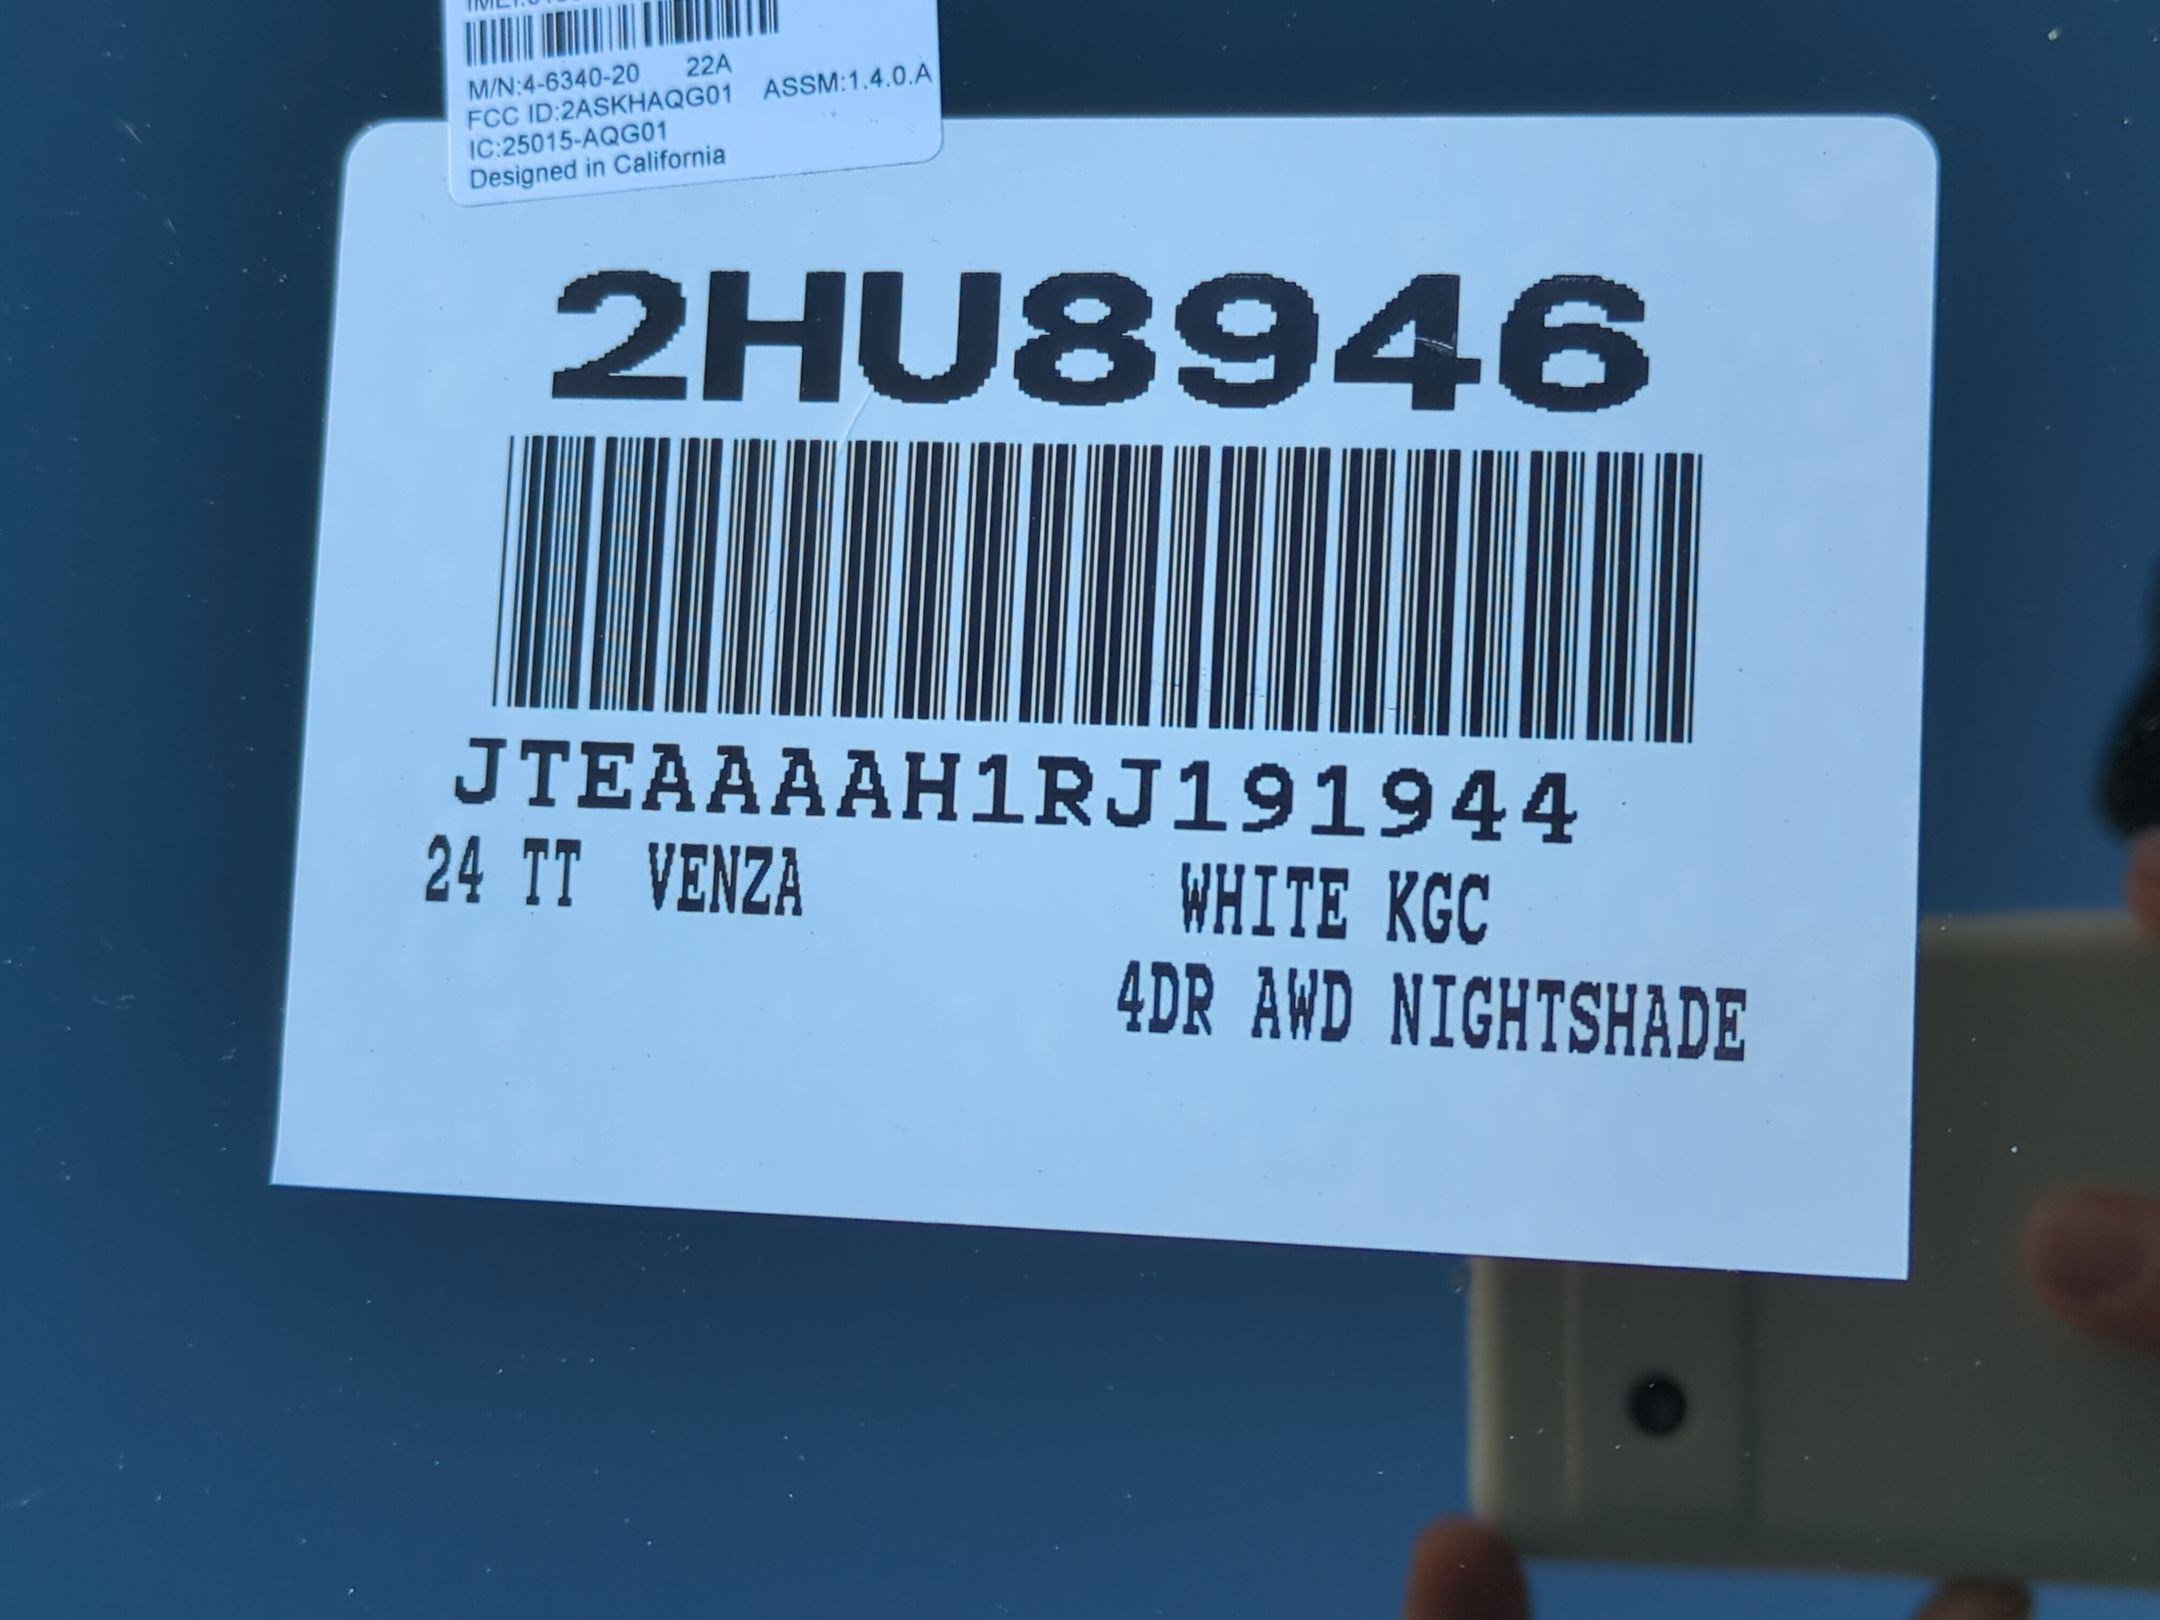 M/N:4-6340-20 22A
FCC ID:2ASKHAQG01 ASSM:1.4.0.A
IC:25015-AQG01
Designed in California
2HU8946
JTEAAAAH1RJ191944
24 TT VENZA WHITE KGC
4DR AWD NIGHTSHADE